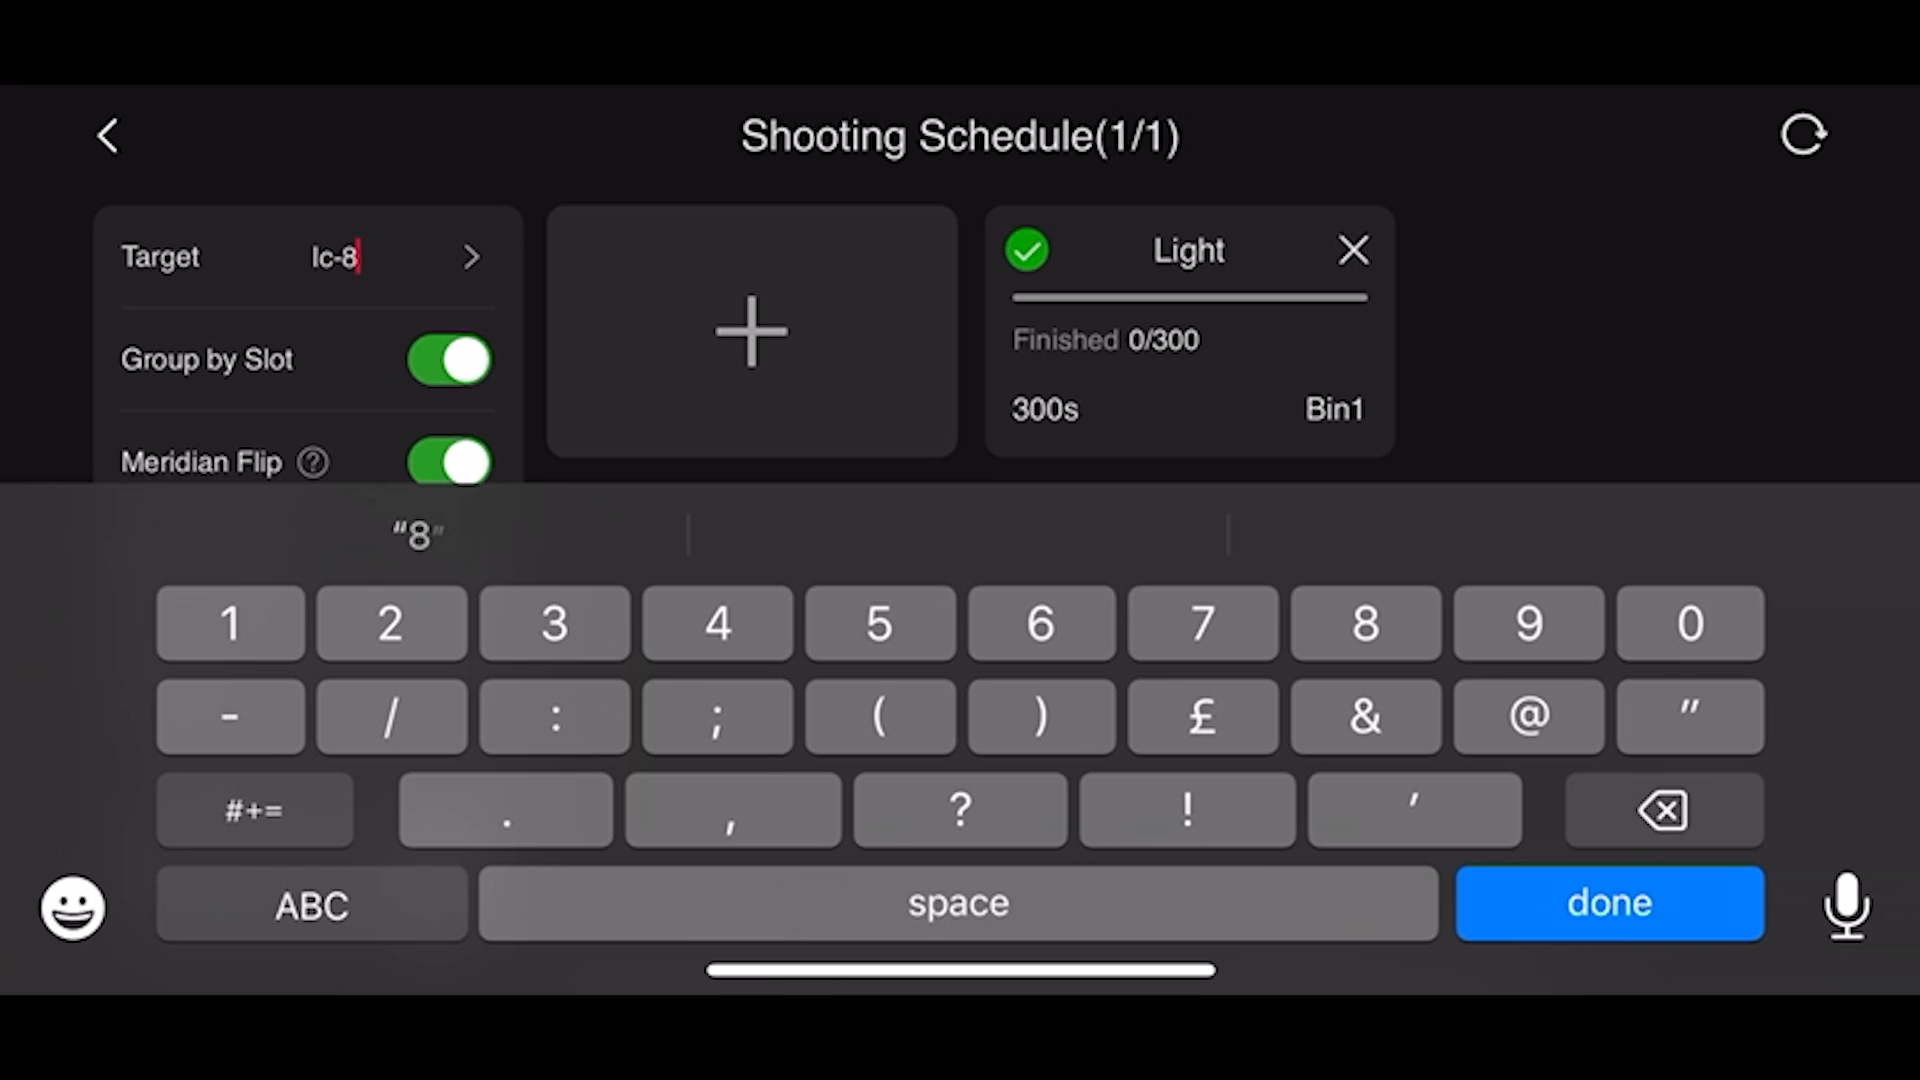 Shooting Schedule(1/1)
Target Ic-8
Group by Slot
Meridian Flip ?
Light
Finished 0/300
300s Bin1
“8”
1 2 3 4 5 6 7 8 9 0
- / : ; ( ) £ & @ "
#+= . , ? ! '
ABC space done